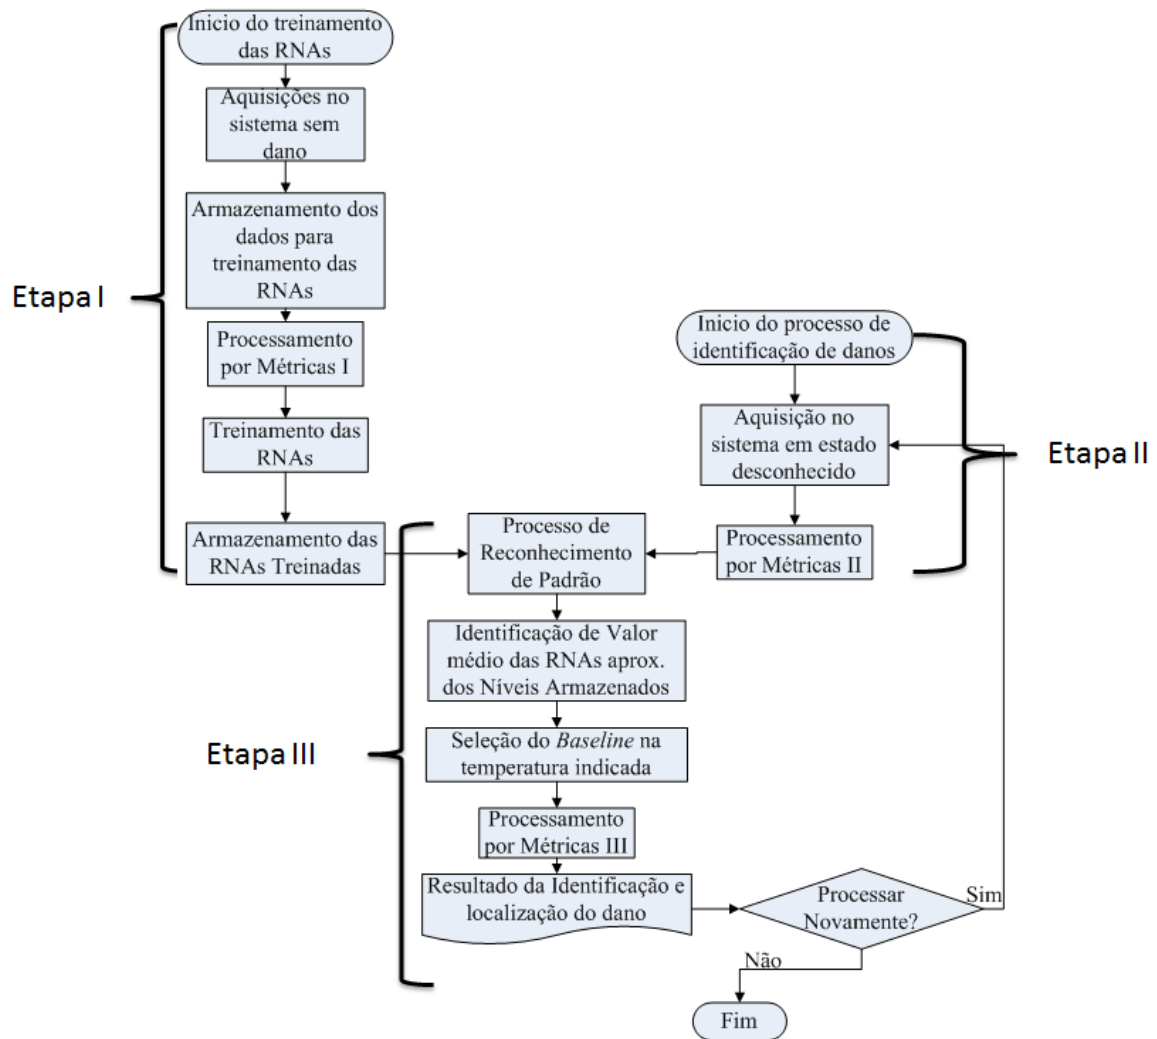 Inicio do treinamento
das RNAs
Aquisições no
sistema sem
dano
Armazenamento dos
dados para
treinamento das
RNAs
Etapa I
Processamento
por Métricas I
Treinamento das
RNAs
Armazenamento das
RNAs Treinadas
Inicio do processo de
identificação de danos
Aquisição no
sistema em estado
desconhecido
Etapa II
Processamento
por Métricas II
Processo de
Reconhecimento
de Padrão
Identificação de Valor
médio das RNAs aprox.
dos Níveis Armazenados
Etapa III
Seleção do Baseline na
temperatura indicada
Processamento
por Métricas III
Resultado da Identificação e
localização do dano
Processar
Novamente?
Sim
Não
Fim